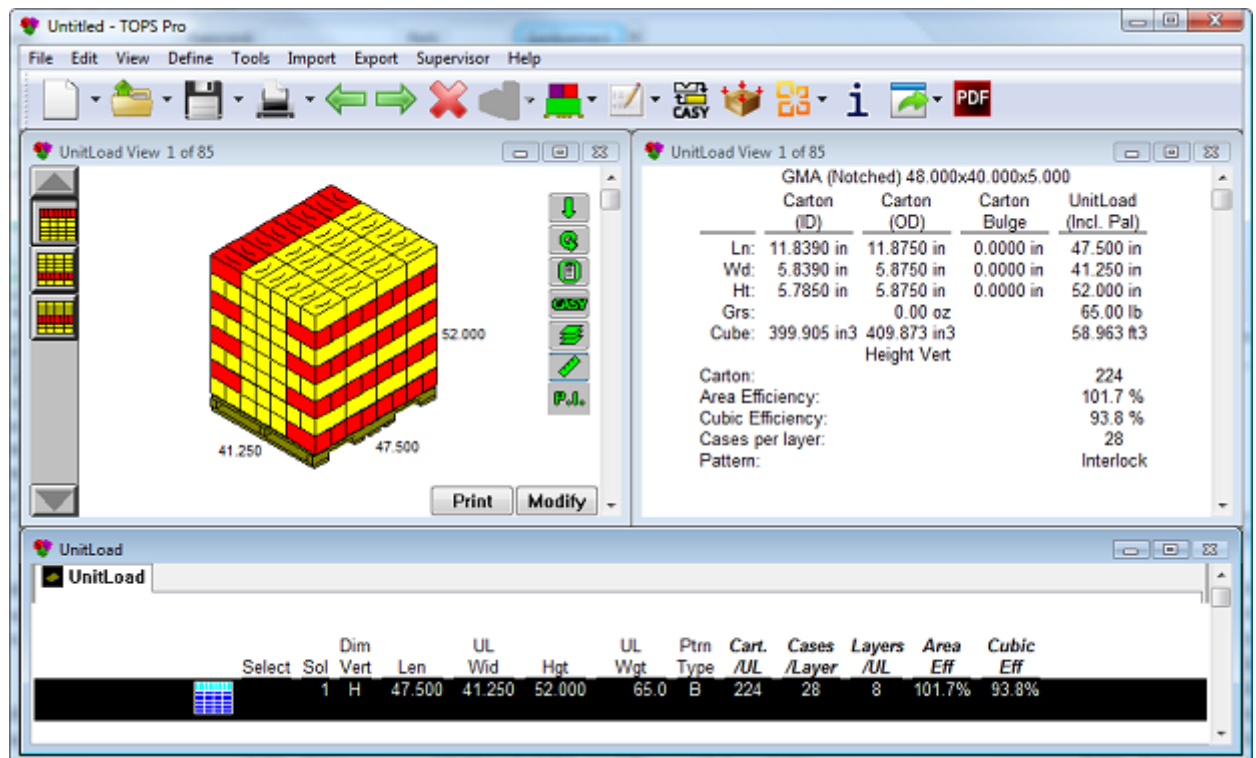 Untitled - TOPS Pro
File Edit View Define Tools Import Export Supervisor Help
CASY i PDF
UnitLoad View 1 of 85
52.000
41.250
47.500
CASY
P.I.
Print Modify
UnitLoad View 1 of 85
GMA (Notched) 48.000x40.000x5.000
Carton Carton Carton UnitLoad
(ID) (OD) Bulge (Incl. Pal)
Ln: 11.8390 in 11.8750 in 0.0000 in 47.500 in
Wd: 5.8390 in 5.8750 in 0.0000 in 41.250 in
Ht: 5.7850 in 5.8750 in 0.0000 in 52.000 in
Grs: 0.00 oz 65.00 lb
Cube: 399.905 in3 409.873 in3 58.963 ft3
Height Vert
Carton: 224
Area Efficiency: 101.7 %
Cubic Efficiency: 93.8 %
Cases per layer: 28
Pattern: Interlock
UnitLoad
UnitLoad
Dim UL UL Ptrn Cart. Cases Layers Area Cubic
Select Sol Vert Len Wid Hgt Wgt Type /UL /Layer /UL Eff Eff
1 H 47.500 41.250 52.000 65.0 B 224 28 8 101.7% 93.8%